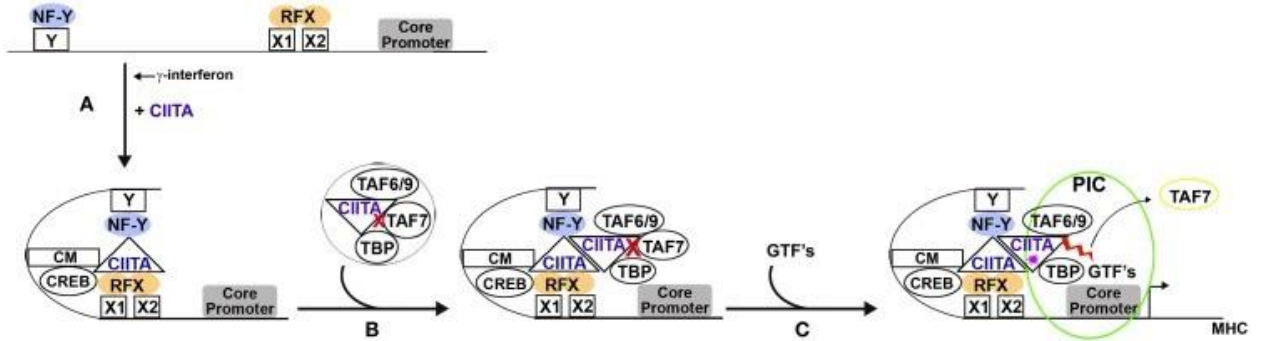 NF-Y
Y
RFX
X1 X2
Core
Promoter
γ-interferon
A
+ CIITA
Y
NF-Y
CM
CIITA
CREB
RFX
X1 X2
Core
Promoter
TAF6/9
CIITA
X
TAF7
TBP
B
Y
NF-Y
TAF6/9
CIITA
X
TAF7
CM
CIITA
TBP
CREB
RFX
X1 X2
Core
Promoter
GTF's
C
PIC
TAF7
Y
NF-Y
TAF6/9
CIITA
CM
CIITA
TBP
GTF's
CREB
RFX
X1 X2
Core
Promoter
MHC